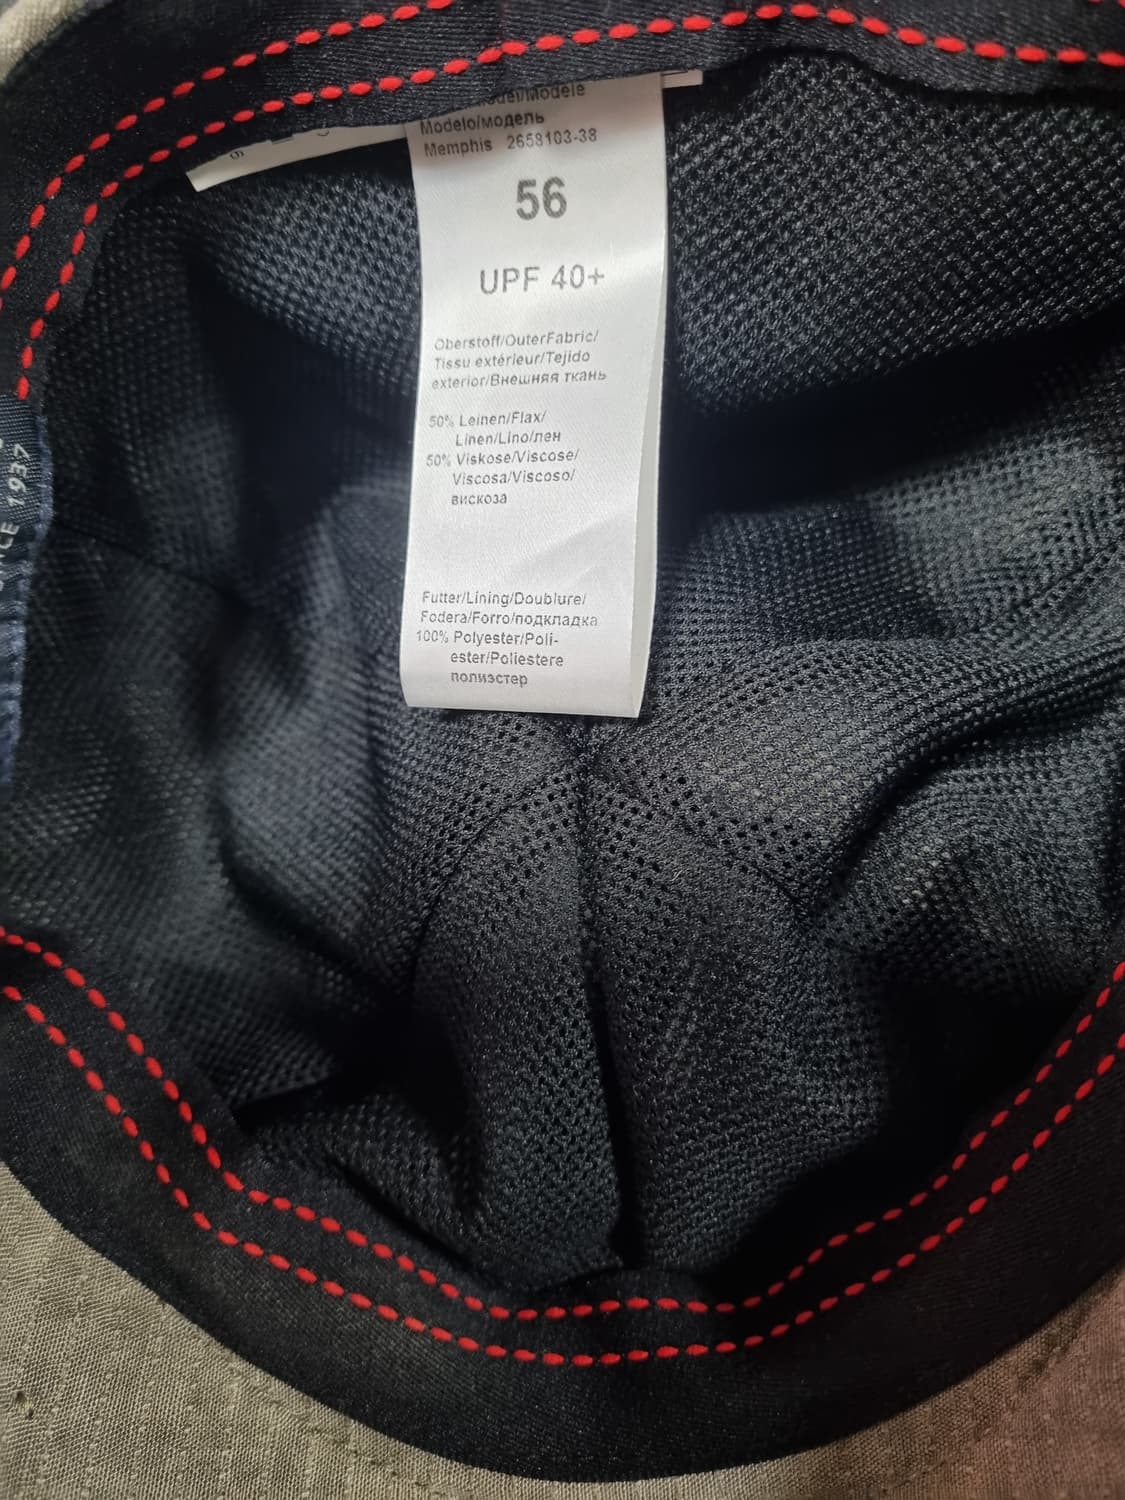 Modelo/модель
Memphis 2658103-38
56
UPF 40+
Oberstoff/OuterFabric/
Tissu extérieur/Tejido
exterior/Внешняя ткань
50% Leinen/Flax/
Linen/Lino/лен
50% Viskose/Viscose/
Viscosa/Viscoso/
вискоза
Futter/Lining/Doublure/
Fodera/Forro/подкладка
100% Polyester/Poli-
ester/Poliestere
полиэстер
1937